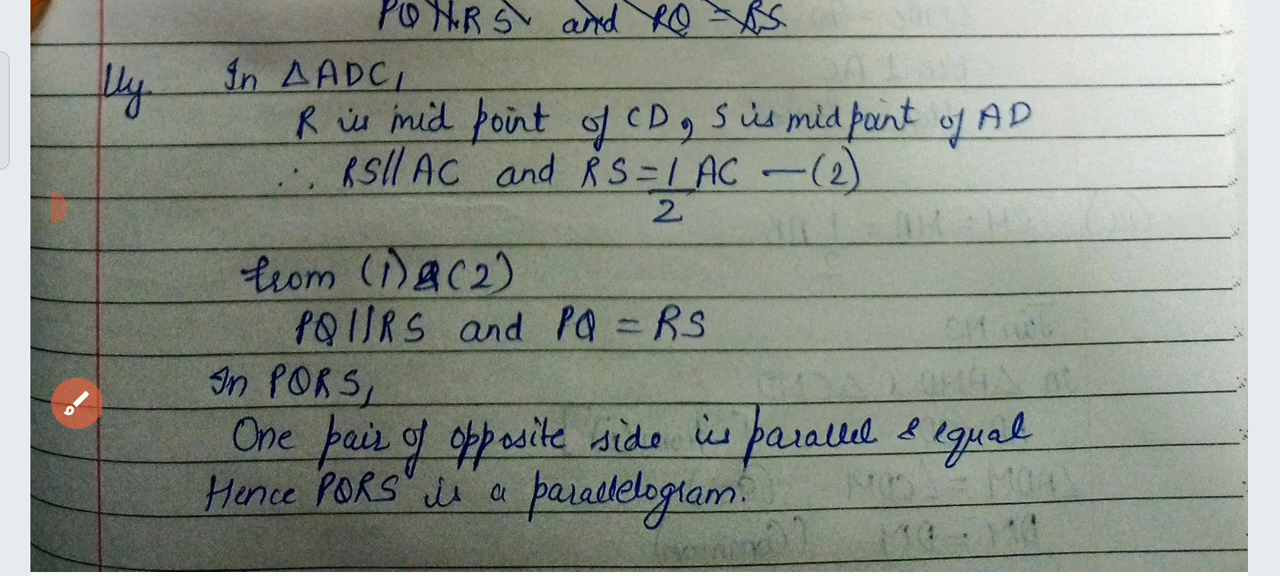 PQ || RS and PQ = RS
lly. In △ADC,
R is mid point of CD, S is midpoint of AD
∴ RS || AC and RS = 1/2 AC — (2)
from (1) & (2)
PQ || RS and PQ = RS
In PQRS,
One pair of opposite side is parallel & equal
Hence PQRS is a parallelogram.